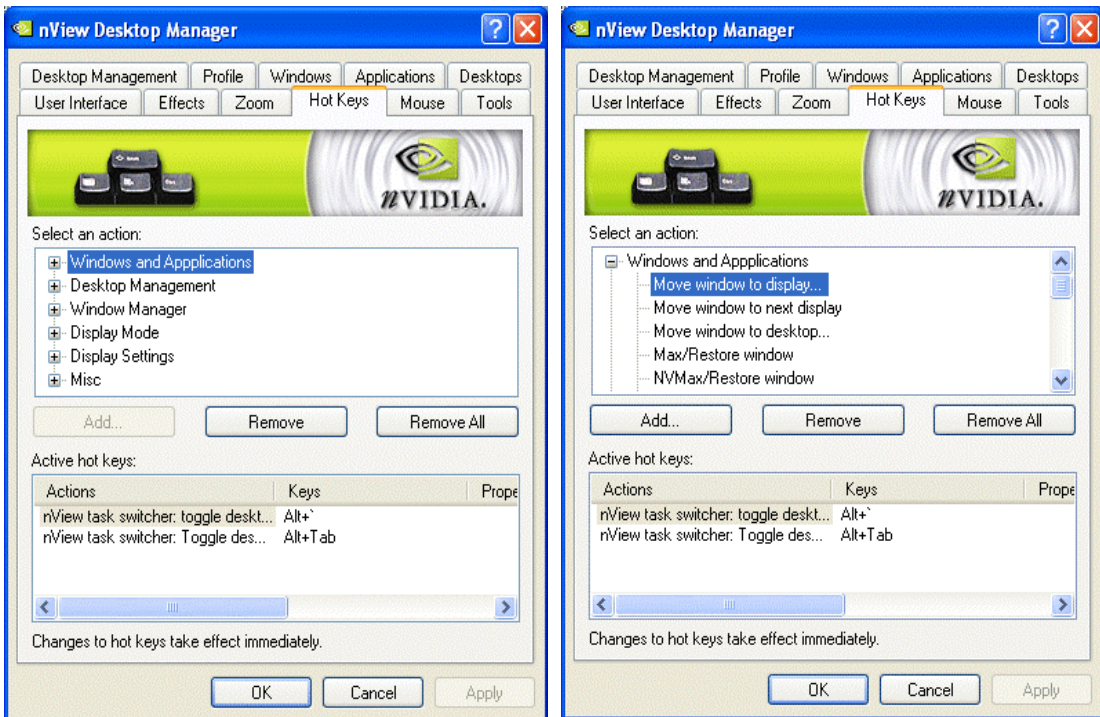 nView Desktop Manager
Desktop Management Profile Windows Applications Desktops
User Interface Effects Zoom Hot Keys Mouse Tools
nVIDIA.
Select an action:
Windows and Appplications
Desktop Management
Window Manager
Display Mode
Display Settings
Misc
Add... Remove Remove All
Active hot keys:
Actions Keys Prope
nView task switcher: toggle deskt... Alt+`
nView task switcher: Toggle des... Alt+Tab
Changes to hot keys take effect immediately.
OK Cancel Apply
nView Desktop Manager
Desktop Management Profile Windows Applications Desktops
User Interface Effects Zoom Hot Keys Mouse Tools
nVIDIA.
Select an action:
Windows and Appplications
Move window to display...
Move window to next display
Move window to desktop...
Max/Restore window
NVMax/Restore window
Add... Remove Remove All
Active hot keys:
Actions Keys Prope
nView task switcher: toggle deskt... Alt+`
nView task switcher: Toggle des... Alt+Tab
Changes to hot keys take effect immediately.
OK Cancel Apply